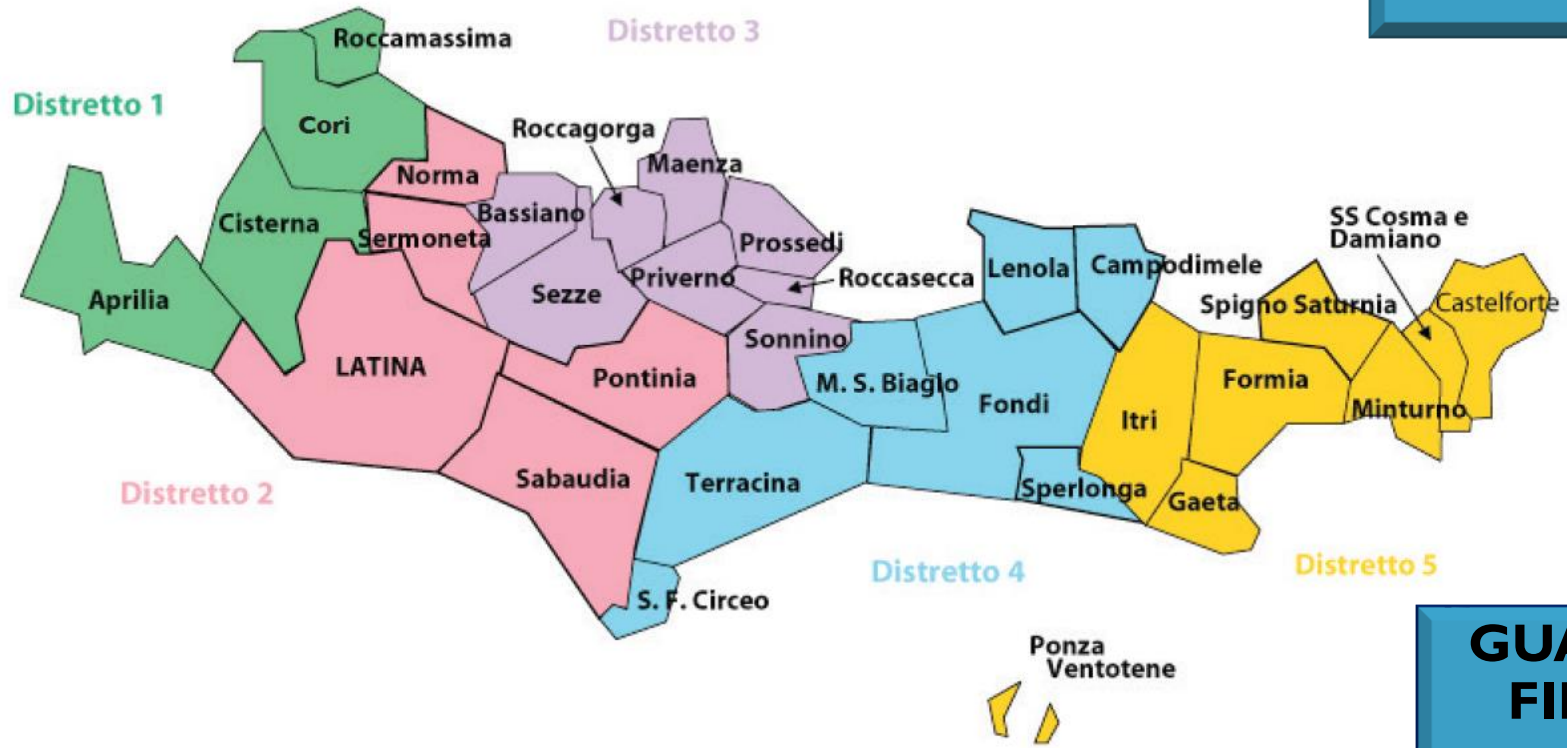 Distretto 3
Roccamassima
Distretto 1
Cori
Roccagorga
Maenza
Norma
Bassiano
Cisterna
Sermoneta
Prossedi
SS Cosma e
Damiano
Lenola
Campodimele
Priverno
Roccasecca
Sezze
Aprilia
Spigno Saturnia
Castelforte
Sonnino
LATINA
Pontinia
M. S. Biagio
Formia
Fondi
Minturno
Itri
Sabaudia
Terracina
Sperlonga
Gaeta
Distretto 2
Distretto 4
Distretto 5
S. F. Circeo
Ponza
Ventotene